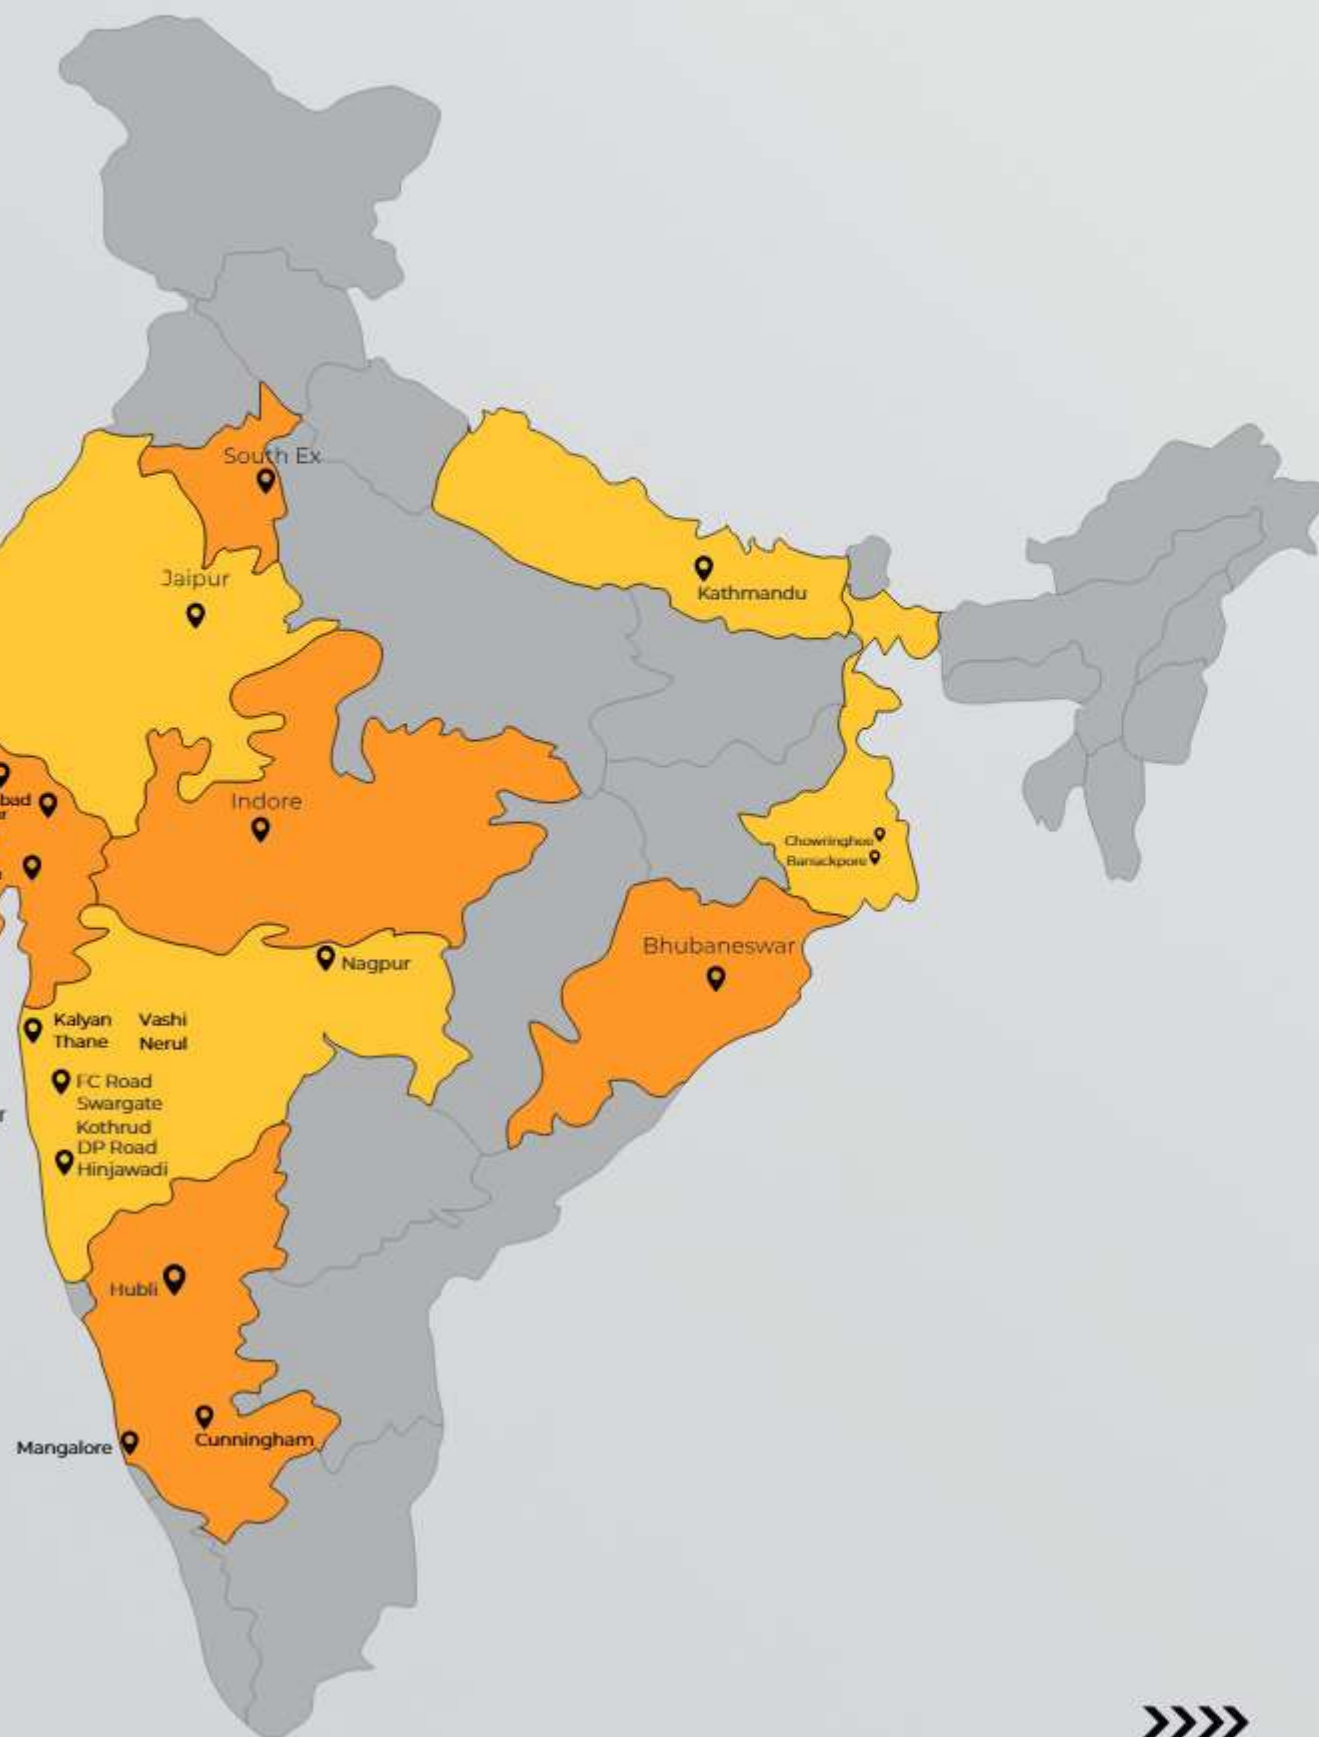 South Ex
Jaipur
Kathmandu
bad
Indore
Chowringhee
Barrackpore
Bhubaneswar
Nagpur
Kalyan Vashi
Thane Nerul
FC Road
Swargate
Kothrud
DP Road
Hinjawadi
Hubli
Cunningham
Mangalore